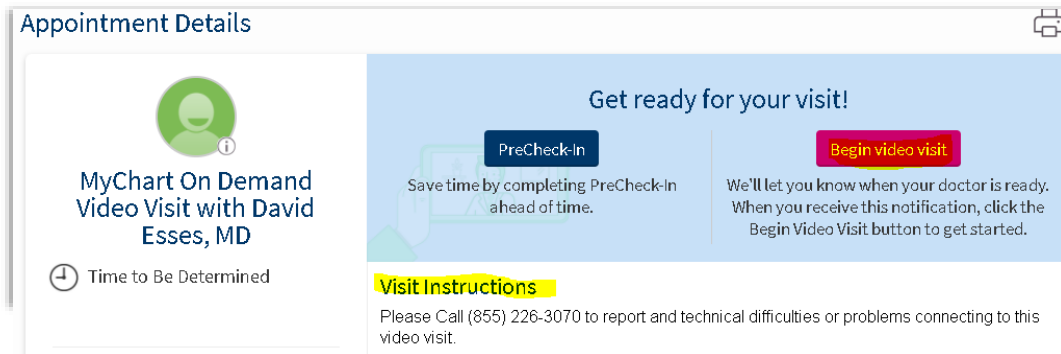 Appointment Details
MyChart On Demand
Video Visit with David
Esses, MD
Time to Be Determined
Get ready for your visit!
PreCheck-In
Save time by completing PreCheck-In
ahead of time.
Begin video visit
We'll let you know when your doctor is ready.
When you receive this notification, click the
Begin Video Visit button to get started.
Visit Instructions
Please Call (855) 226-3070 to report and technical difficulties or problems connecting to this
video visit.